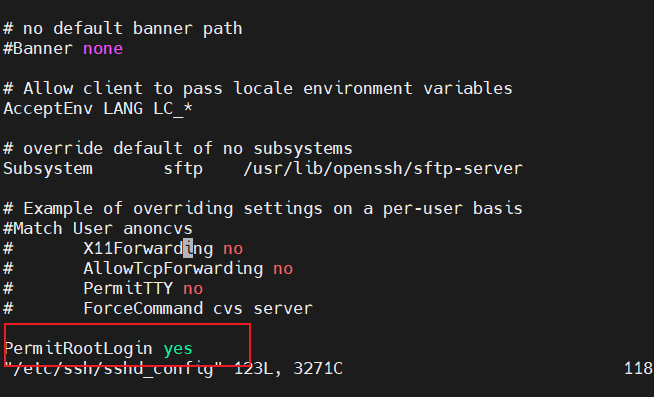 # no default banner path
#Banner none
# Allow client to pass locale environment variables
AcceptEnv LANG LC_*
# override default of no subsystems
Subsystem       sftp    /usr/lib/openssh/sftp-server
# Example of overriding settings on a per-user basis
#Match User anoncvs
#       X11Forwarding no
#       AllowTcpForwarding no
#       PermitTTY no
#       ForceCommand cvs server
PermitRootLogin yes
"/etc/ssh/sshd_config" 123L, 3271C                            118